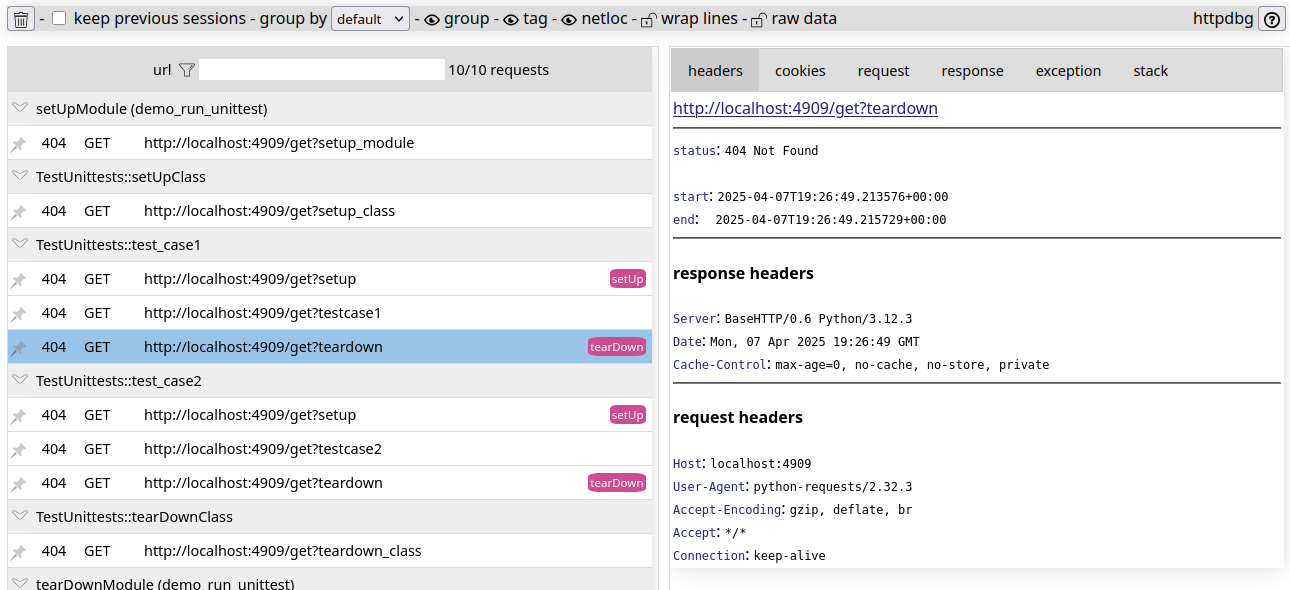 - keep previous sessions - group by default - group - tag - netloc - wrap lines - raw data httpdbg ?
url 10/10 requests
setUpModule (demo_run_unittest)
404 GET http://localhost:4909/get?setup_module
TestUnittests::setUpClass
404 GET http://localhost:4909/get?setup_class
TestUnittests::test_case1
404 GET http://localhost:4909/get?setup setUp
404 GET http://localhost:4909/get?testcase1
404 GET http://localhost:4909/get?teardown tearDown
TestUnittests::test_case2
404 GET http://localhost:4909/get?setup setUp
404 GET http://localhost:4909/get?testcase2
404 GET http://localhost:4909/get?teardown tearDown
TestUnittests::tearDownClass
404 GET http://localhost:4909/get?teardown_class
tearDownModule (demo_run_unittest)
headers cookies request response exception stack
http://localhost:4909/get?teardown
status: 404 Not Found
start: 2025-04-07T19:26:49.213576+00:00
end: 2025-04-07T19:26:49.215729+00:00
response headers
Server: BaseHTTP/0.6 Python/3.12.3
Date: Mon, 07 Apr 2025 19:26:49 GMT
Cache-Control: max-age=0, no-cache, no-store, private
request headers
Host: localhost:4909
User-Agent: python-requests/2.32.3
Accept-Encoding: gzip, deflate, br
Accept: */*
Connection: keep-alive